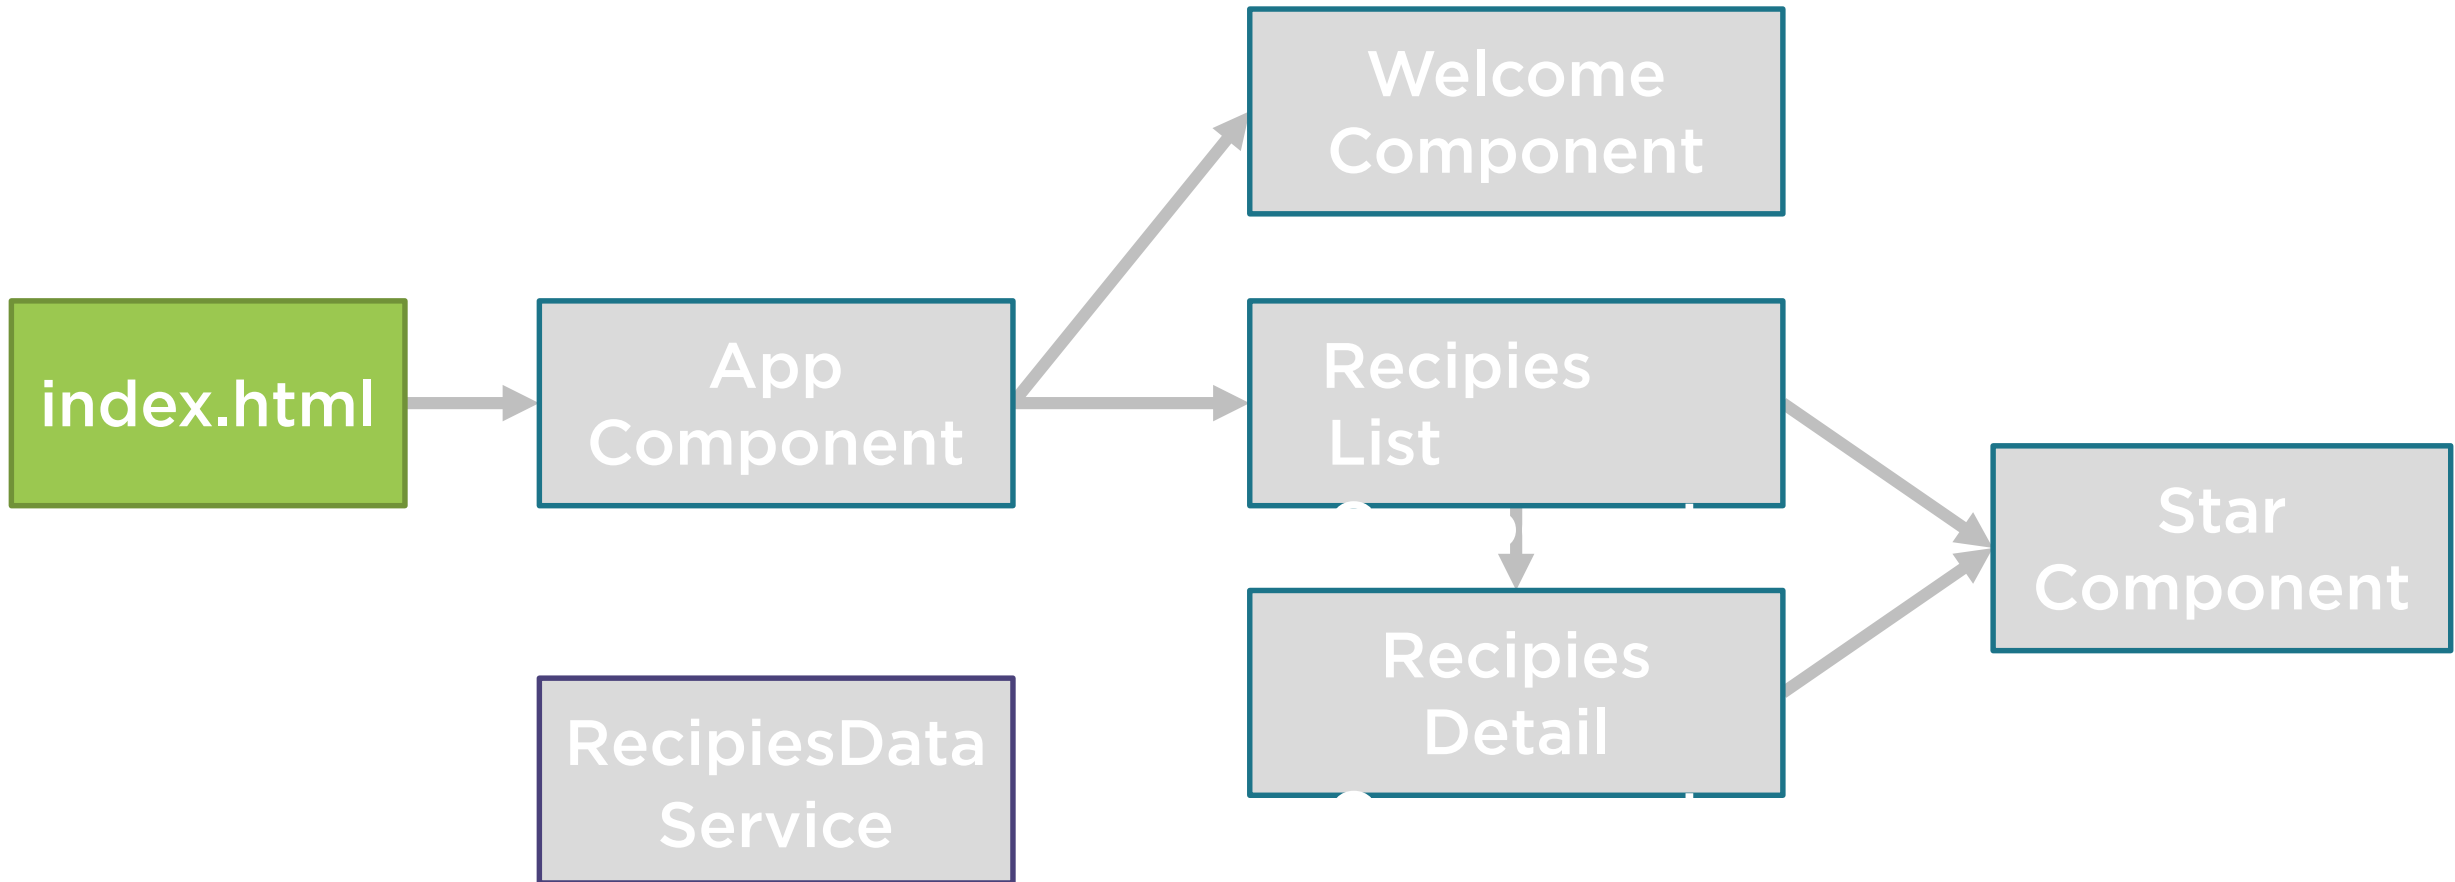 Welcome
Component
index.html
App
Component
Recipies
List
Star
Component
Recipies
Detail
RecipiesData
Service